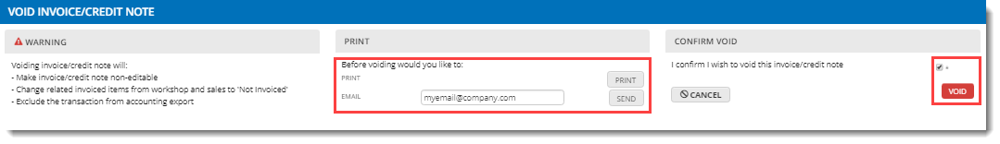 VOID INVOICE/CREDIT NOTE
WARNING
Voiding invoice/credit note will:
- Make invoice/credit note non-editable
- Change related invoiced items from workshop and sales to 'Not Invoiced'
- Exclude the transaction from accounting export
PRINT
Before voiding would you like to:
PRINT PRINT
EMAIL myemail@company.com SEND
CONFIRM VOID
I confirm I wish to void this invoice/credit note *
CANCEL VOID